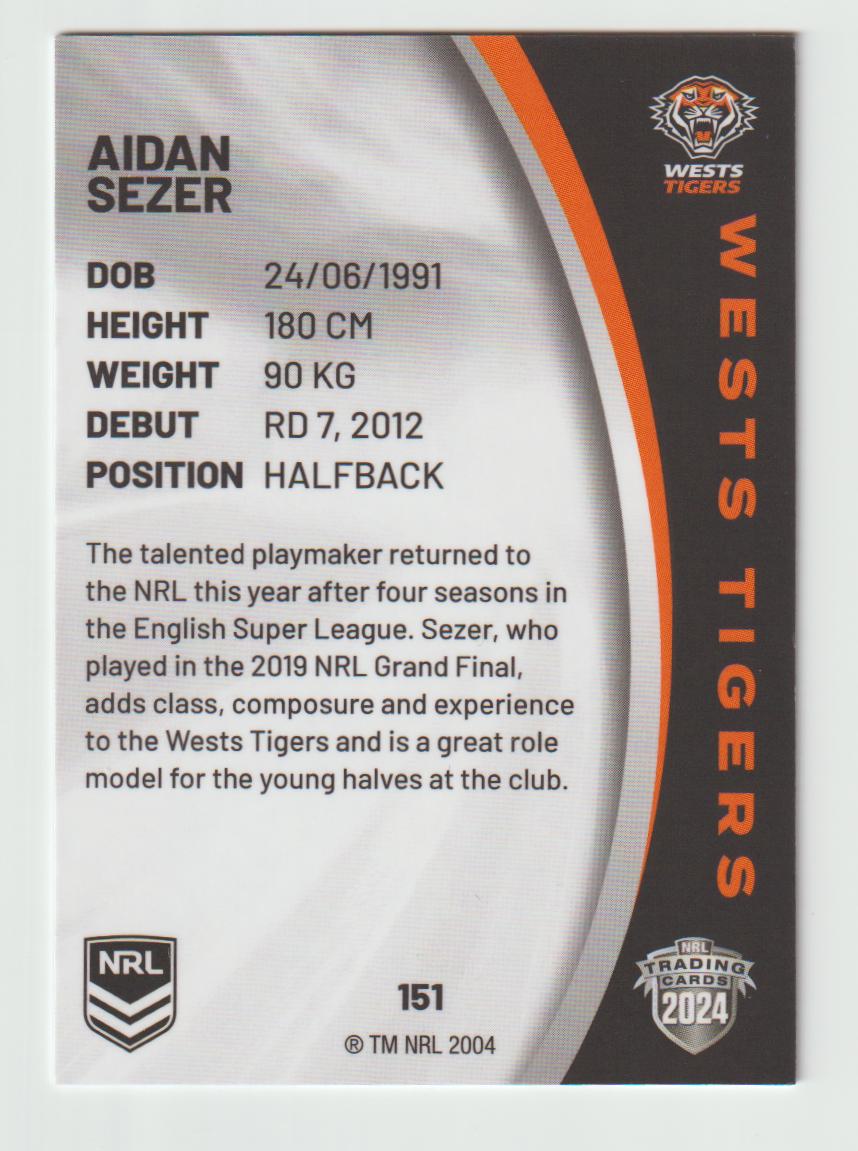 AIDAN
SEZER
DOB 24/06/1991
HEIGHT 180 CM
WEIGHT 90 KG
DEBUT RD 7, 2012
POSITION HALFBACK
The talented playmaker returned to
the NRL this year after four seasons in
the English Super League. Sezer, who
played in the 2019 NRL Grand Final,
adds class, composure and experience
to the Wests Tigers and is a great role
model for the young halves at the club.
NRL
151
® TM NRL 2004
WESTS
TIGERS
WESTS TIGERS
NRL
TRADING
CARDS
2024